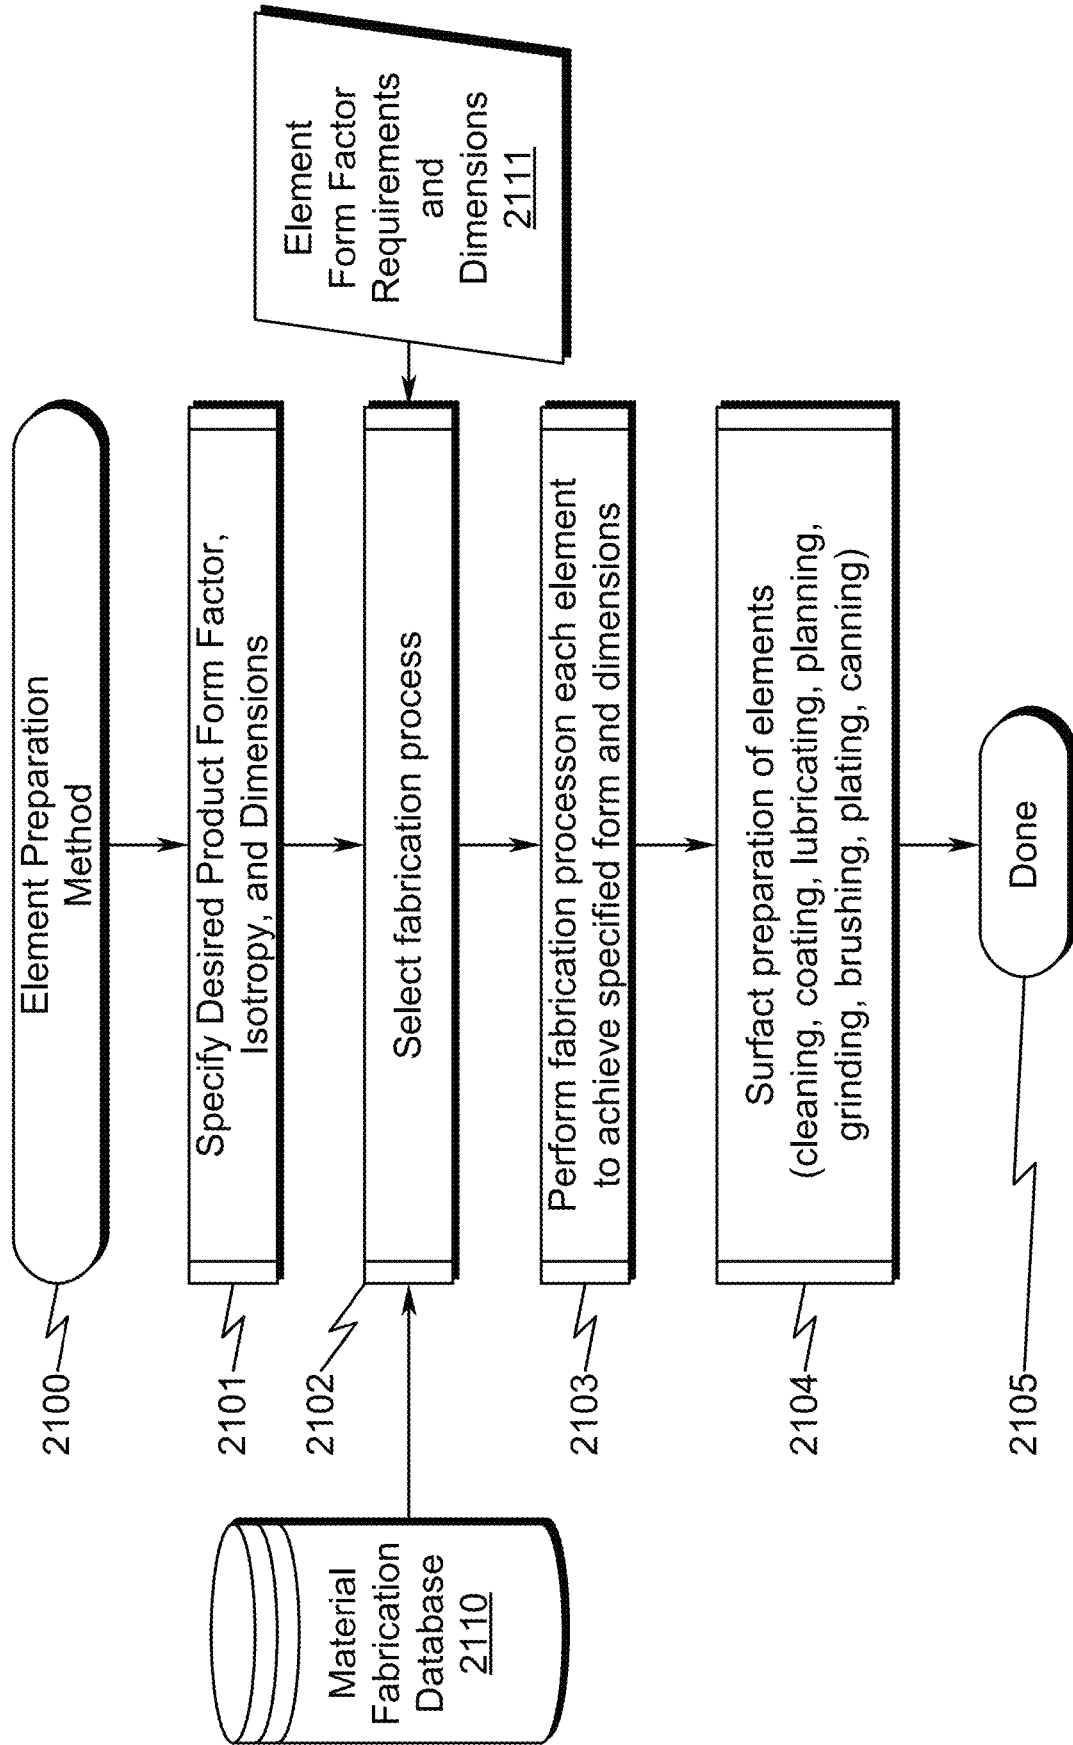 Element Preparation
Method
2100
Specify Desired Product Form Factor,
Isotropy, and Dimensions
2101
Select fabrication process
2102
Material
Fabrication
Database
2110
Element
Form Factor
Requirements
and
Dimensions
2111
Perform fabrication processon each element
to achieve specified form and dimensions
2103
Surfact preparation of elements
(cleaning, coating, lubricating, planning,
grinding, brushing, plating, canning)
2104
Done
2105